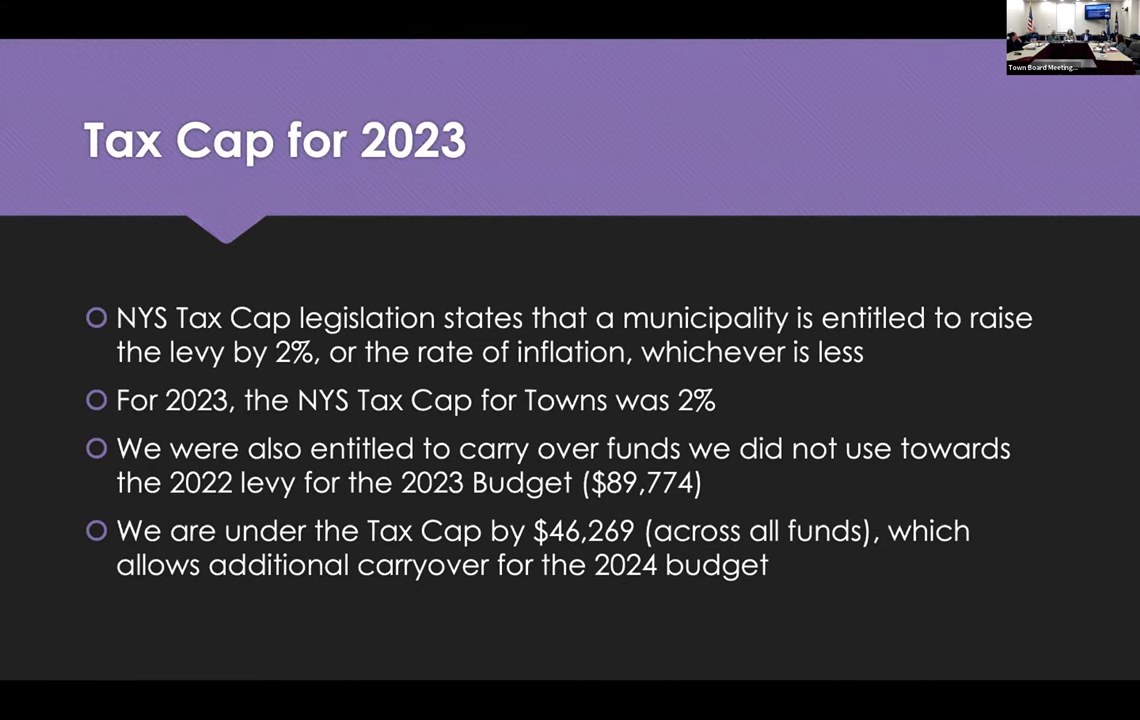 Town Board Meeting...
Tax Cap for 2023
NYS Tax Cap legislation states that a municipality is entitled to raise
the levy by 2%, or the rate of inflation, whichever is less
For 2023, the NYS Tax Cap for Towns was 2%
We were also entitled to carry over funds we did not use towards
the 2022 levy for the 2023 Budget ($89,774)
We are under the Tax Cap by $46,269 (across all funds), which
allows additional carryover for the 2024 budget